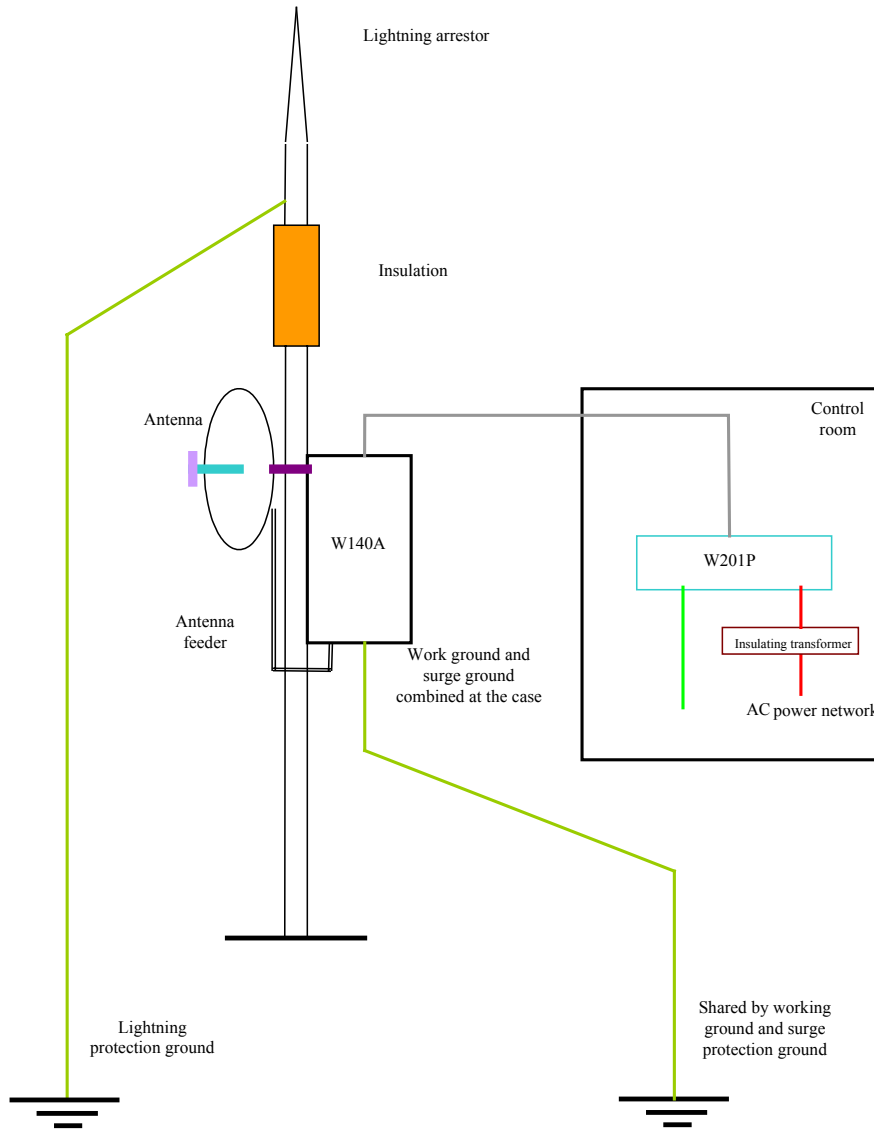 Lightning arrestor
Insulation
Control
room
Antenna
W140A
W201P
Antenna
feeder
Insulating transformer
Work ground and
surge ground
combined at the case
AC power network
Lightning
protection ground
Shared by working
ground and surge
protection ground